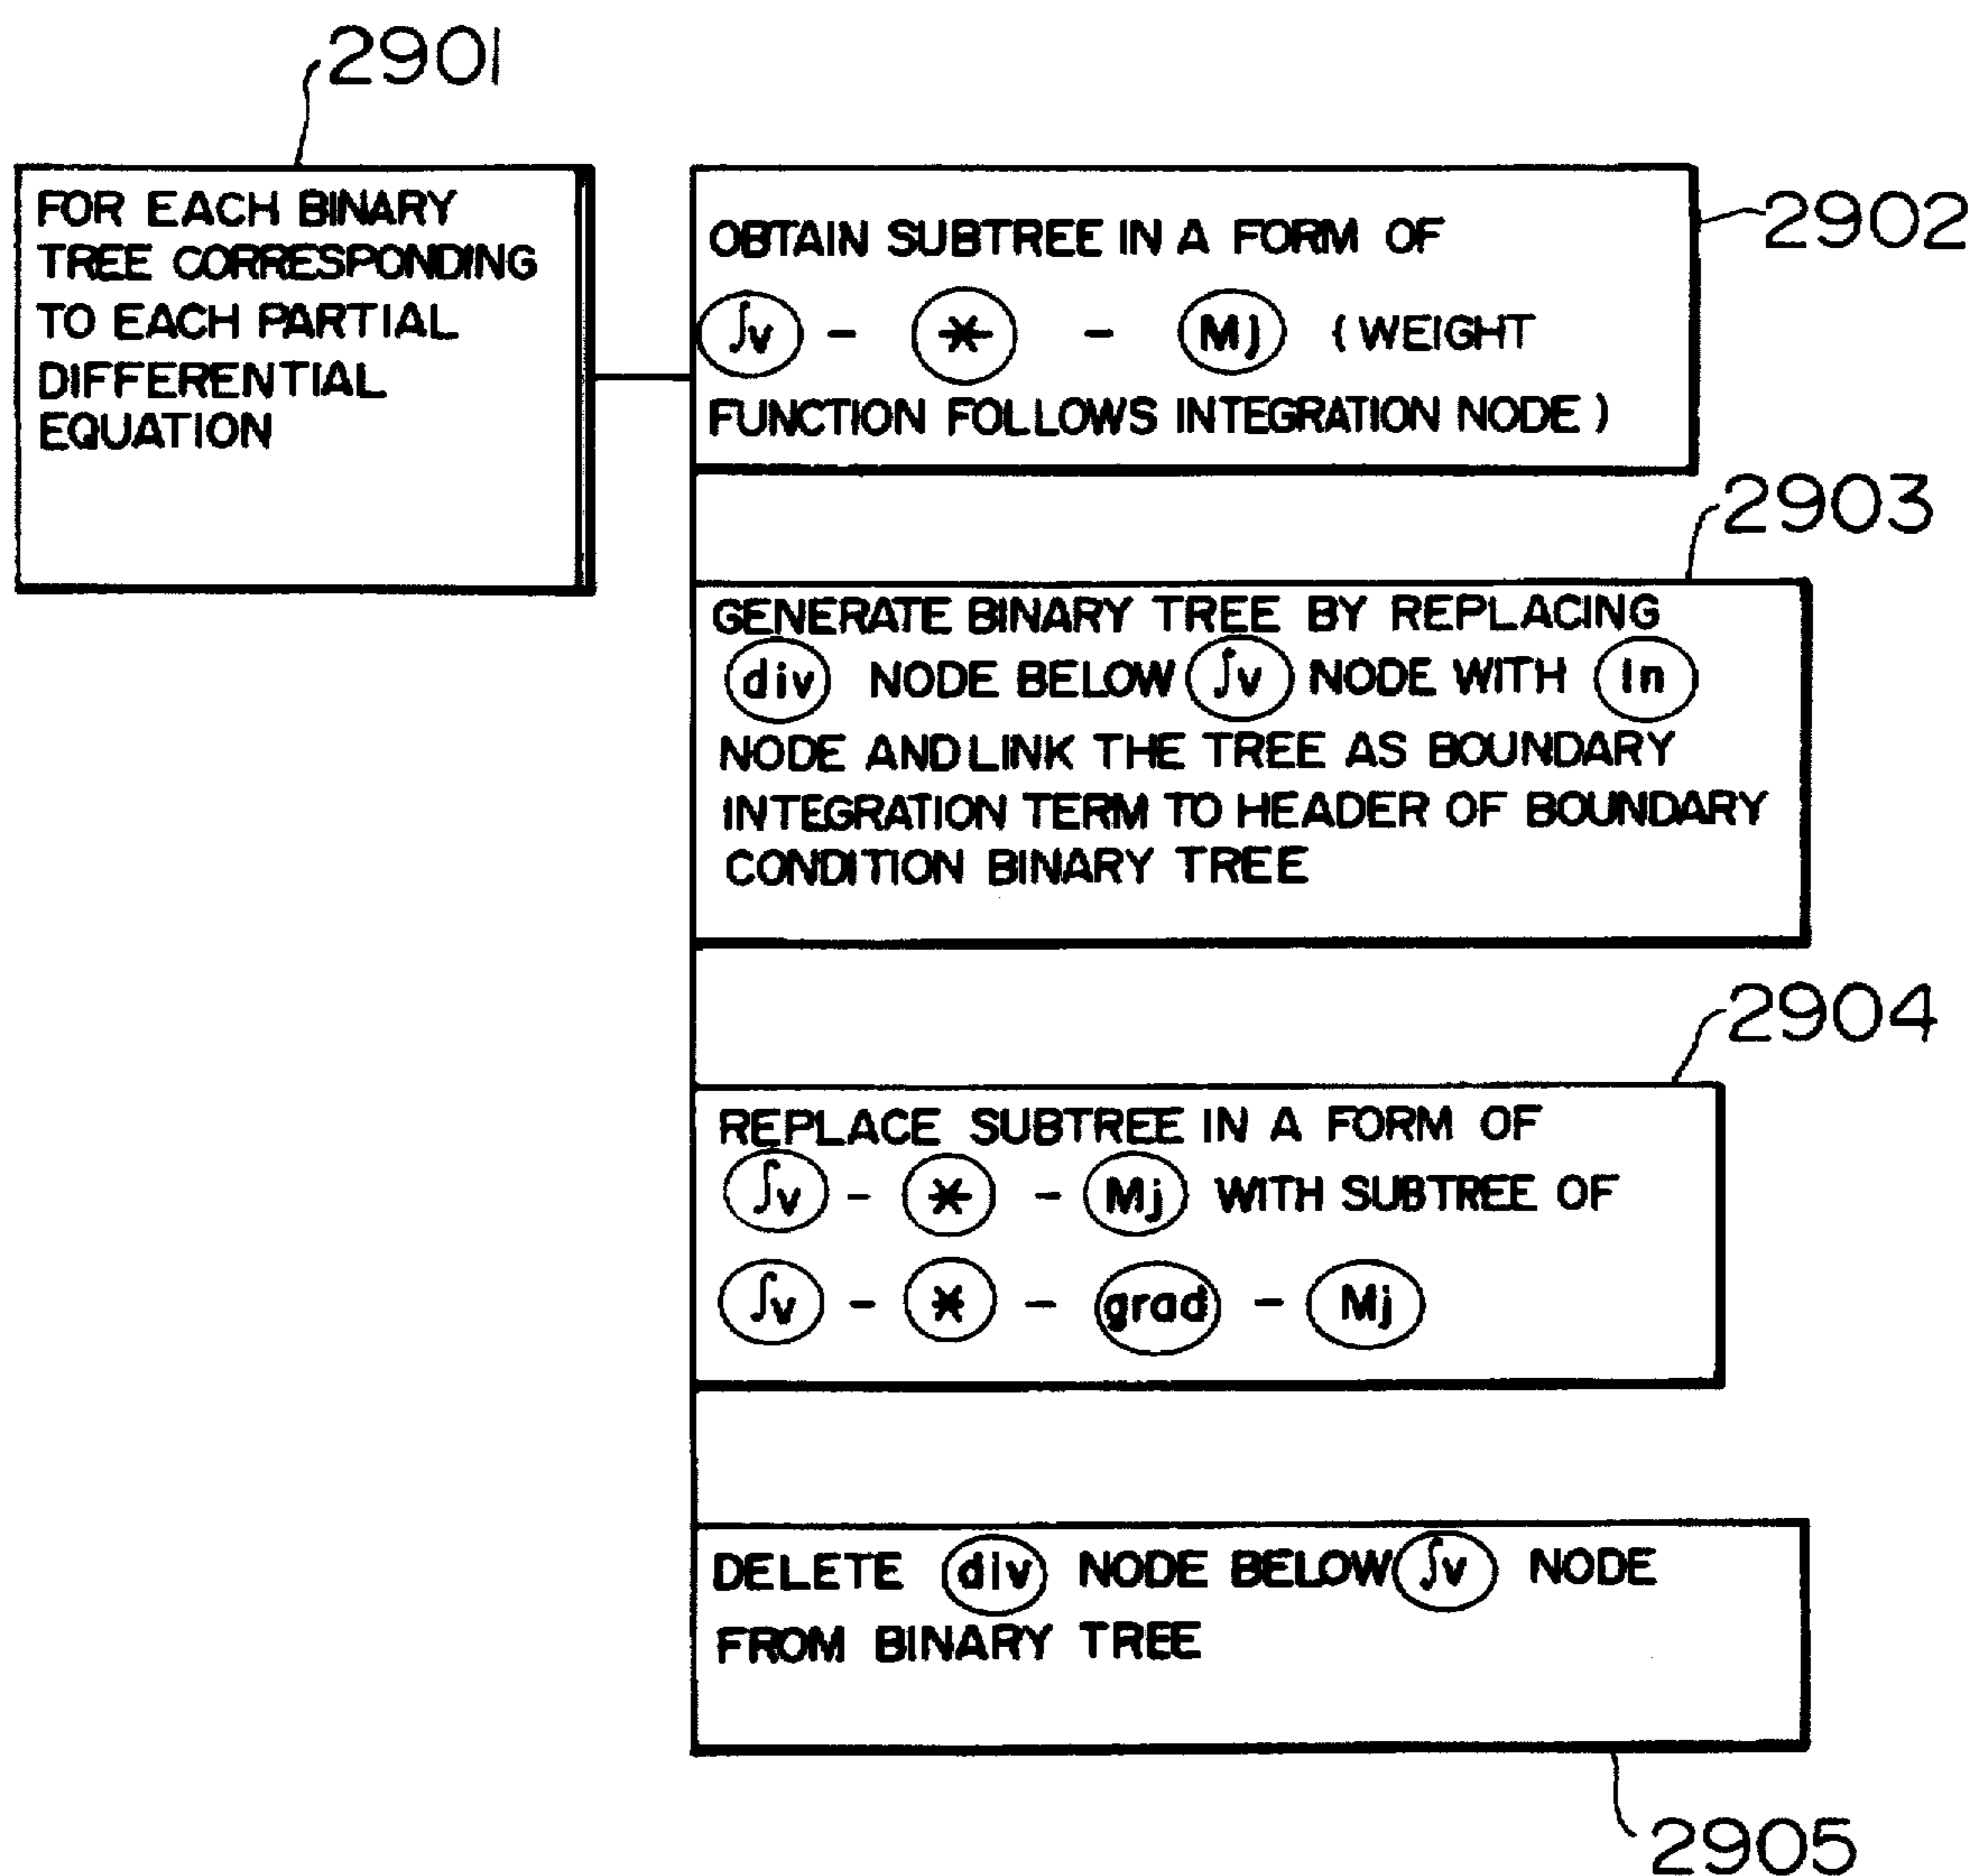 2901
FOR EACH BINARY
TREE CORRESPONDING
TO EACH PARTIAL
DIFFERENTIAL
EQUATION
2902
OBTAIN SUBTREE IN A FORM OF
∫v - * - Mj (WEIGHT
FUNCTION FOLLOWS INTEGRATION NODE)
2903
GENERATE BINARY TREE BY REPLACING
div NODE BELOW ∫v NODE WITH In
NODE AND LINK THE TREE AS BOUNDARY
INTEGRATION TERM TO HEADER OF BOUNDARY
CONDITION BINARY TREE
2904
REPLACE SUBTREE IN A FORM OF
∫v - * - Mj WITH SUBTREE OF
∫v - * - grad - Mj
DELETE div NODE BELOW ∫v NODE
FROM BINARY TREE
2905